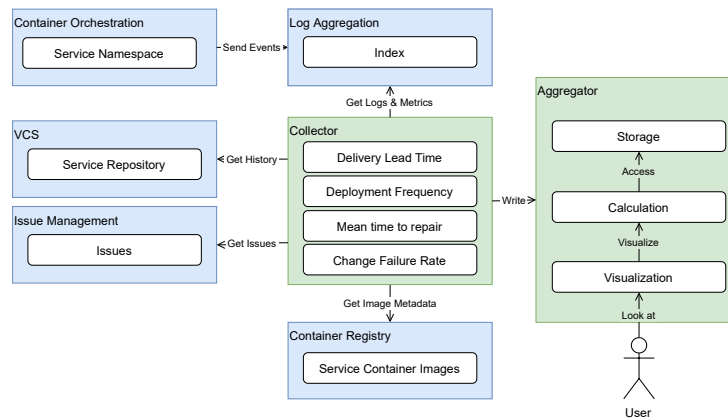 Container Orchestration
Service Namespace
Send Events
Log Aggregation
Index
Get Logs & Metrics
VCS
Service Repository
Get History
Issue Management
Issues
Get Issues
Collector
Delivery Lead Time
Deployment Frequency
Mean time to repair
Change Failure Rate
Write
Get Image Metadata
Container Registry
Service Container Images
Aggregator
Storage
Access
Calculation
Visualize
Visualization
Look at
User